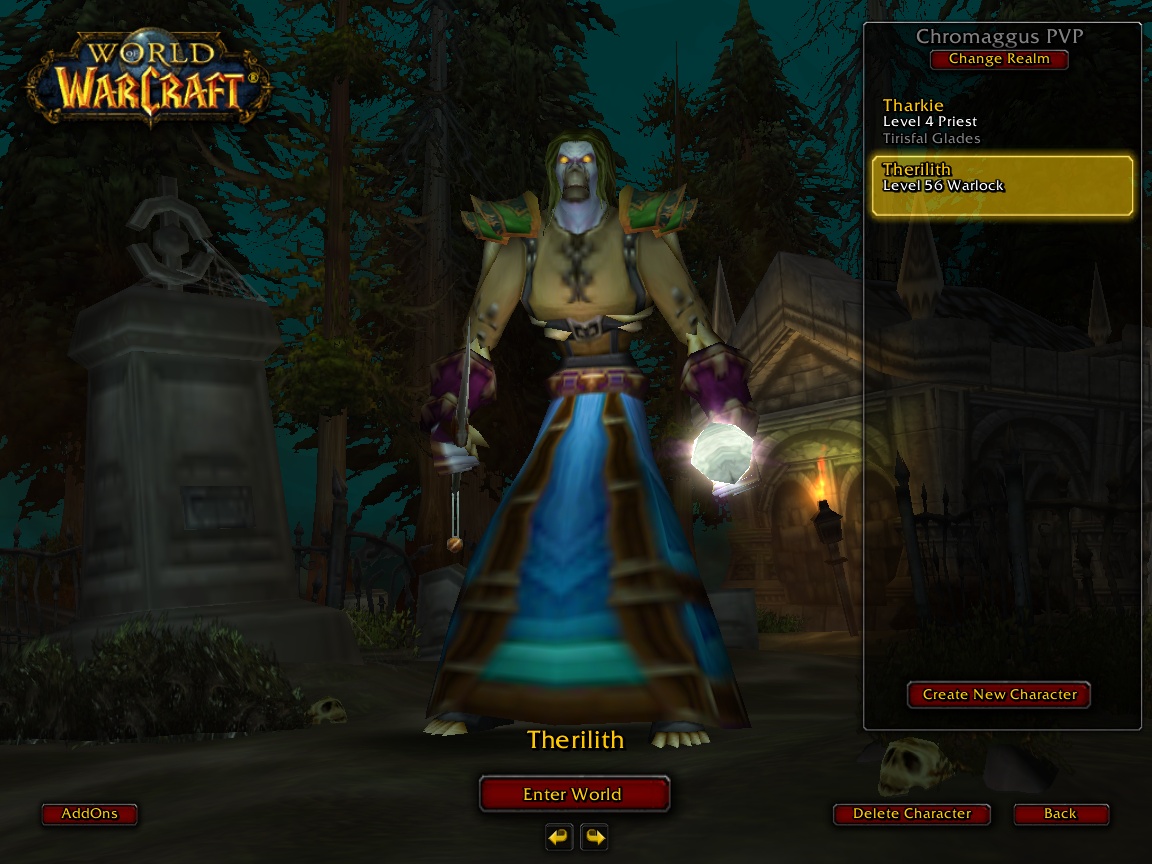 WORLD
OF
WARCRAFT®
Chromaggus PVP
Change Realm
Tharkie
Level 4 Priest
Tirisfal Glades
Therilith
Level 56 Warlock
Create New Character
Therilith
Enter World
AddOns
Delete Character
Back